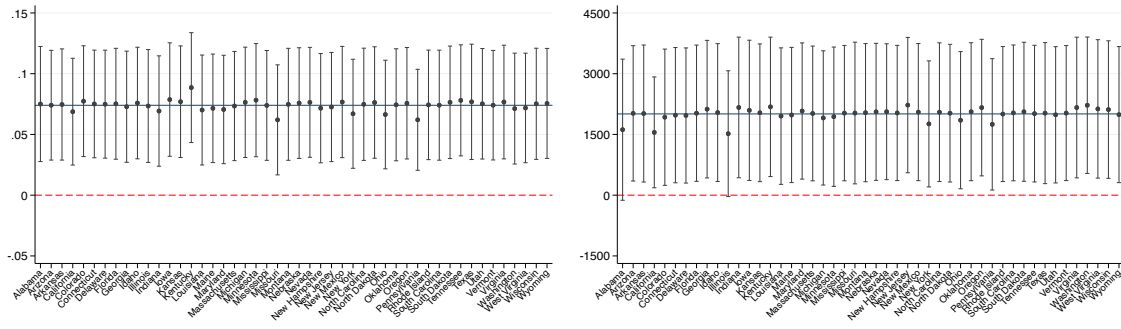 .15
.1
.05
0
-.05
Alabama
Arizona
Arkansas
California
Colorado
Connecticut
Delaware
Florida
Georgia
Idaho
Illinois
Indiana
Iowa
Kansas
Kentucky
Louisiana
Maine
Maryland
Massachusetts
Michigan
Minnesota
Mississippi
Missouri
Montana
Nebraska
Nevada
New Hampshire
New Jersey
New Mexico
New York
North Carolina
North Dakota
Ohio
Oklahoma
Oregon
Pennsylvania
Rhode Island
South Carolina
South Dakota
Tennessee
Texas
Utah
Vermont
Virginia
Washington
West Virginia
Wisconsin
Wyoming
4500
3000
1500
0
-1500
Alabama
Arizona
Arkansas
California
Colorado
Connecticut
Delaware
Florida
Georgia
Idaho
Illinois
Indiana
Iowa
Kansas
Kentucky
Louisiana
Maine
Maryland
Massachusetts
Michigan
Minnesota
Mississippi
Missouri
Montana
Nebraska
Nevada
New Hampshire
New Jersey
New Mexico
New York
North Carolina
North Dakota
Ohio
Oklahoma
Oregon
Pennsylvania
Rhode Island
South Carolina
South Dakota
Tennessee
Texas
Utah
Vermont
Virginia
Washington
West Virginia
Wisconsin
Wyoming